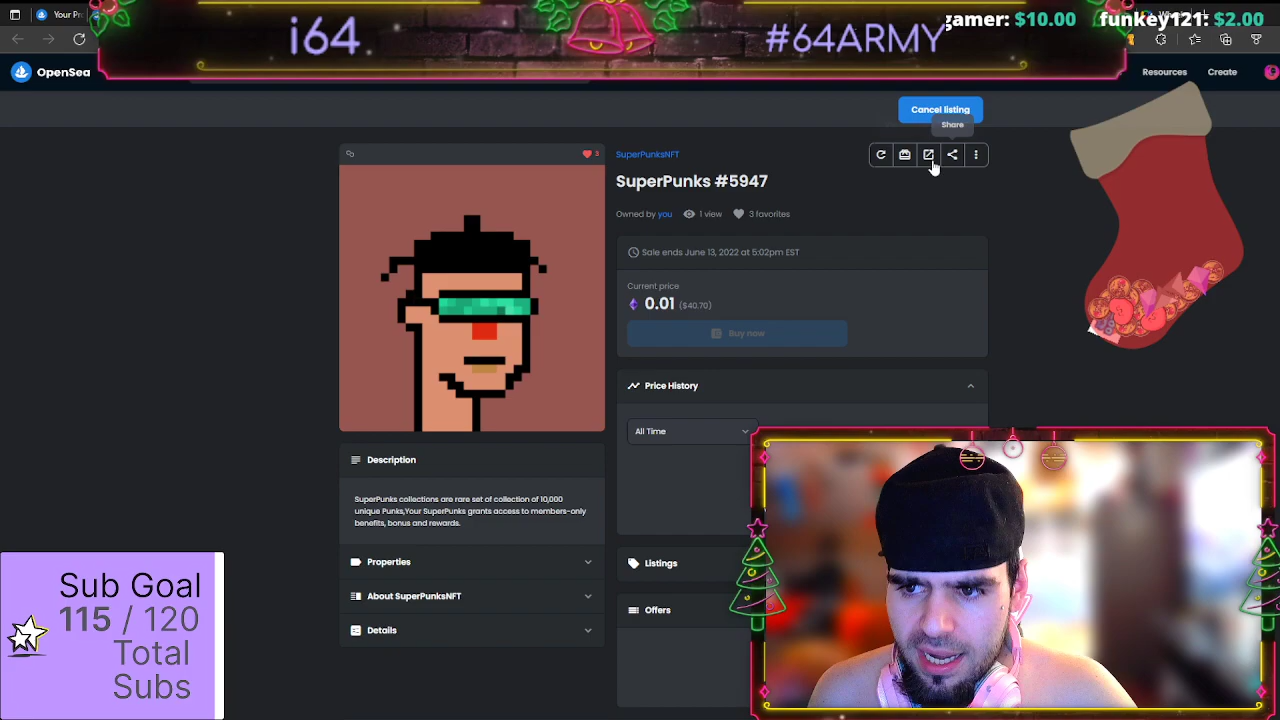 Your Pr
i64
#64ARMY
gamer: $10.00 funkey121: $2.00
OpenSea
Resources
Create
Cancel listing
Share
3
SuperPunksNFT
SuperPunks #5947
Owned by you
1 view
3 favorites
Sale ends June 13, 2022 at 5:02pm EST
Current price
0.01 ($40.70)
Buy now
Price History
All Time
Description
SuperPunks collections are rare set of collection of 10,000
unique Punks,Your SuperPunks grants access to members-only
benefits, bonus and rewards.
Properties
About SuperPunksNFT
Details
Listings
Offers
Sub Goal
115 / 120
Total
Subs